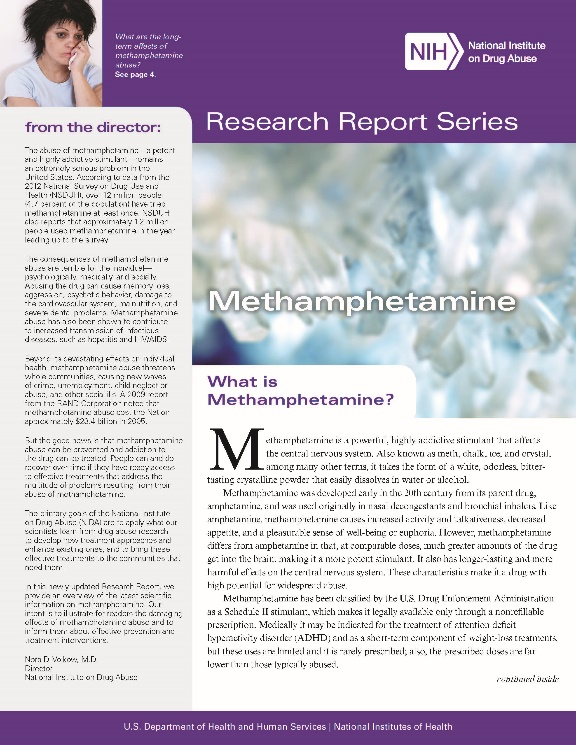 What are the long-
term effects of
methamphetamine
abuse?
See page 4.
NIH National Institute
on Drug Abuse
Research Report Series
from the director:
The abuse of methamphetamine—a potent
and highly addictive stimulant—remains
an extremely serious problem in the
United States. According to data from the
2012 National Survey on Drug Use and
Health (NSDUH), over 12 million people
(4.7 percent of the population) have tried
methamphetamine at least once. NSDUH
also reports that approximately 1.2 million
people used methamphetamine in the year
leading up to the survey.
The consequences of methamphetamine
abuse are terrible for the individual—
psychologically, medically, and socially.
Abusing the drug can cause memory loss,
aggression, psychotic behavior, damage to
the cardiovascular system, malnutrition, and
severe dental problems. Methamphetamine
abuse has also been shown to contribute
to increased transmission of infectious
diseases, such as hepatitis and HIV/AIDS.
Beyond its devastating effects on individual
health, methamphetamine abuse threatens
whole communities, causing new waves
of crime, unemployment, child neglect or
abuse, and other social ills. A 2009 report
from the RAND Corporation noted that
methamphetamine abuse cost the Nation
approximately $23.4 billion in 2005.
But the good news is that methamphetamine
abuse can be prevented and addiction to
the drug can be treated. People can and do
recover over time if they have ready access
to effective treatments that address the
multitude of problems resulting from their
abuse of methamphetamine.
The primary goals of the National Institute
on Drug Abuse (NIDA) are to apply what our
scientists learn from drug abuse research
to develop new treatment approaches and
enhance existing ones, and to bring these
effective treatments to the communities that
need them.
In this newly updated Research Report, we
provide an overview of the latest scientific
information on methamphetamine. Our
intent is to illustrate for readers the damaging
effects of methamphetamine abuse and to
inform them about effective prevention and
treatment interventions.
Nora D. Volkow, M.D.
Director
National Institute on Drug Abuse
Methamphetamine
What is
Methamphetamine?
Methamphetamine is a powerful, highly addictive stimulant that affects
the central nervous system. Also known as meth, chalk, ice, and crystal,
among many other terms, it takes the form of a white, odorless, bitter-
tasting crystalline powder that easily dissolves in water or alcohol.
Methamphetamine was developed early in the 20th century from its parent drug,
amphetamine, and was used originally in nasal decongestants and bronchial inhalers. Like
amphetamine, methamphetamine causes increased activity and talkativeness, decreased
appetite, and a pleasurable sense of well-being or euphoria. However, methamphetamine
differs from amphetamine in that, at comparable doses, much greater amounts of the drug
get into the brain, making it a more potent stimulant. It also has longer-lasting and more
harmful effects on the central nervous system. These characteristics make it a drug with
high potential for widespread abuse.
Methamphetamine has been classified by the U.S. Drug Enforcement Administration
as a Schedule II stimulant, which makes it legally available only through a nonrefillable
prescription. Medically it may be indicated for the treatment of attention deficit
hyperactivity disorder (ADHD) and as a short-term component of weight-loss treatments,
but these uses are limited and it is rarely prescribed; also, the prescribed doses are far
lower than those typically abused.
continued inside
U.S. Department of Health and Human Services | National Institutes of Health